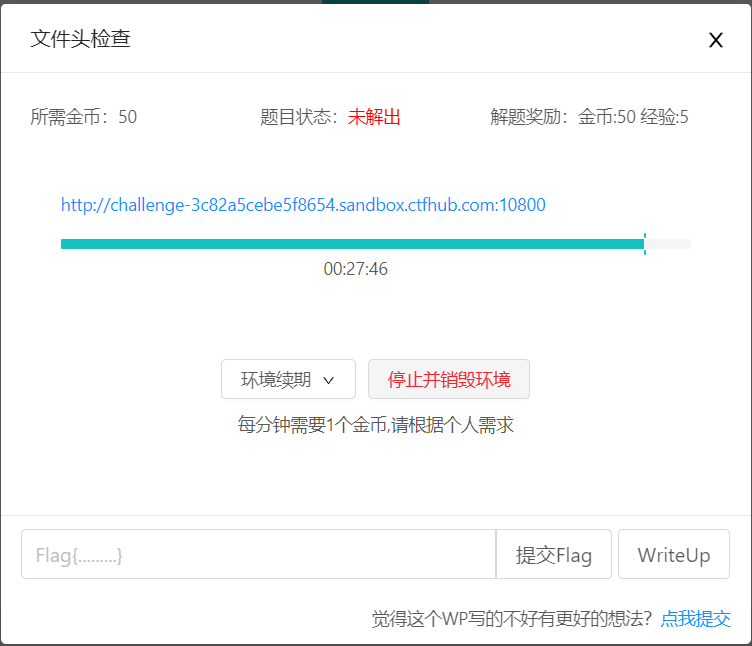 文件头检查
X
所需金币：50 题目状态：未解出 解题奖励：金币:50 经验:5
http://challenge-3c82a5cebe5f8654.sandbox.ctfhub.com:10800
00:27:46
环境续期 停止并销毁环境
每分钟需要1个金币,请根据个人需求
Flag{.........} 提交Flag WriteUp
觉得这个WP写的不好有更好的想法？点我提交